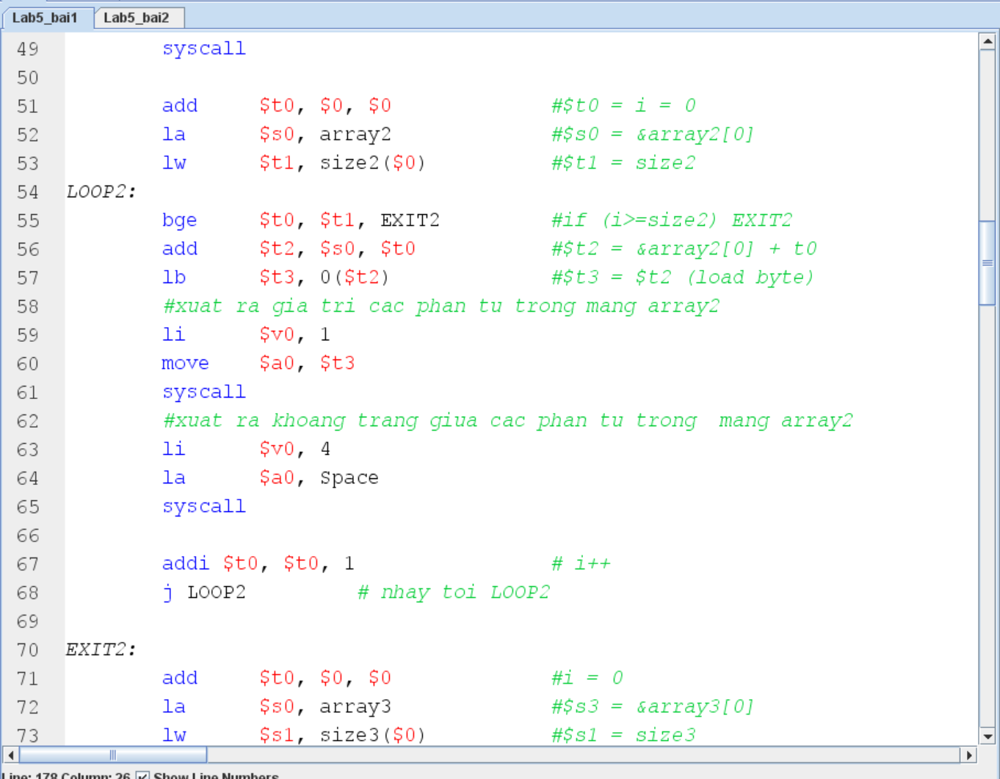 Lab5_bai1 Lab5_bai2
49 syscall
50
51 add $t0, $0, $0 #$t0 = i = 0
52 la $s0, array2 #$s0 = &array2[0]
53 lw $t1, size2($0) #$t1 = size2
54 LOOP2:
55 bge $t0, $t1, EXIT2 #if (i>=size2) EXIT2
56 add $t2, $s0, $t0 #$t2 = &array2[0] + t0
57 lb $t3, 0($t2) #$t3 = $t2 (load byte)
58 #xuat ra gia tri cac phan tu trong mang array2
59 li $v0, 1
60 move $a0, $t3
61 syscall
62 #xuat ra khoang trang giua cac phan tu trong  mang array2
63 li $v0, 4
64 la $a0, Space
65 syscall
66
67 addi $t0, $t0, 1 # i++
68 j LOOP2 # nhay toi LOOP2
69
70 EXIT2:
71 add $t0, $0, $0 #i = 0
72 la $s0, array3 #$s3 = &array3[0]
73 lw $s1, size3($0) #$s1 = size3
Line: 178 Column: 26 Show Line Numbers